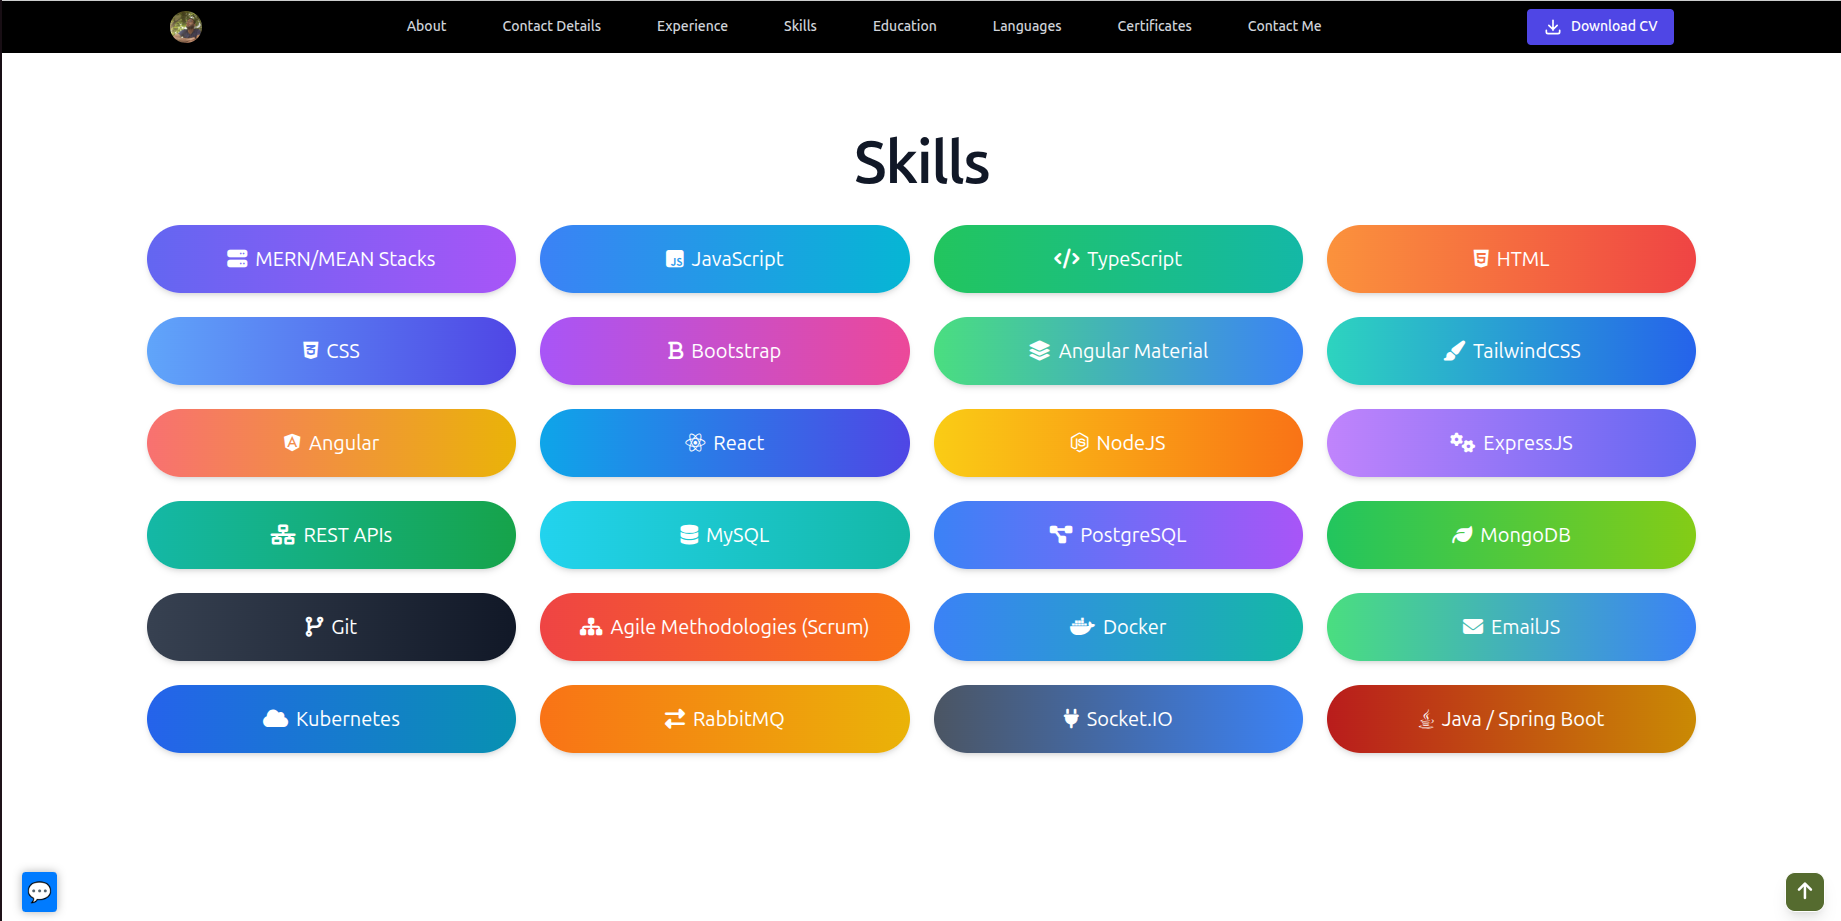 About Contact Details Experience Skills Education Languages Certificates Contact Me Download CV
Skills
MERN/MEAN Stacks JS JavaScript TypeScript HTML
CSS Bootstrap Angular Material TailwindCSS
Angular React NodeJS ExpressJS
REST APIs MySQL PostgreSQL MongoDB
Git Agile Methodologies (Scrum) Docker EmailJS
Kubernetes RabbitMQ Socket.IO Java / Spring Boot